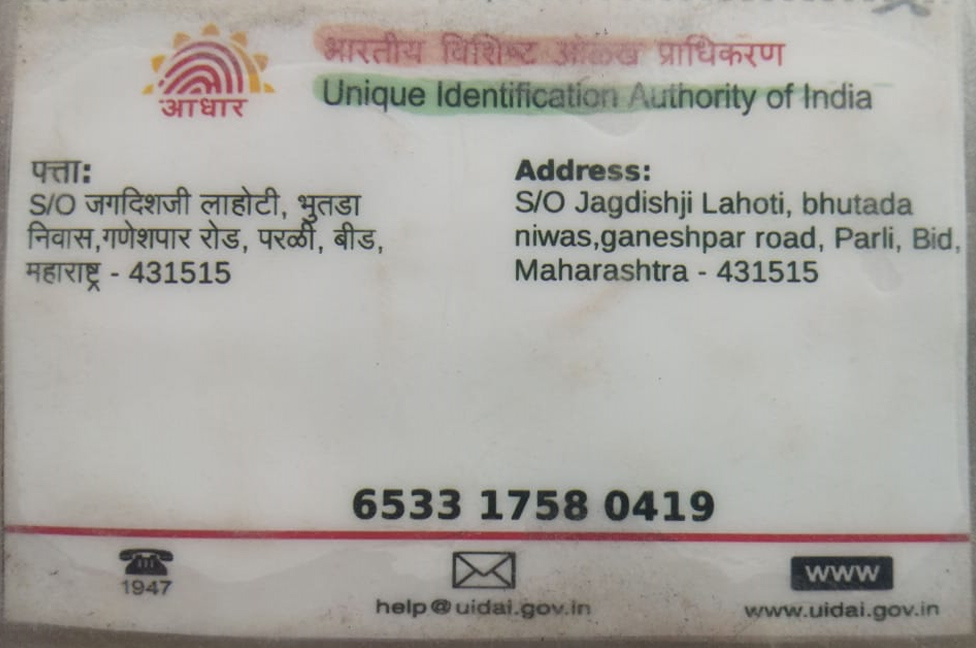 भारतीय विशिष्ट ओळख प्राधिकरण
Unique Identification Authority of India
आधार
पत्ता:
S/O जगदिशजी लाहोटी, भुतडा
निवास,गणेशपार रोड, परळी, बीड,
महाराष्ट्र - 431515
Address:
S/O Jagdishji Lahoti, bhutada
niwas,ganeshpar road, Parli, Bid,
Maharashtra - 431515
6533 1758 0419
1947
help@uidai.gov.in
www
www.uidai.gov.in